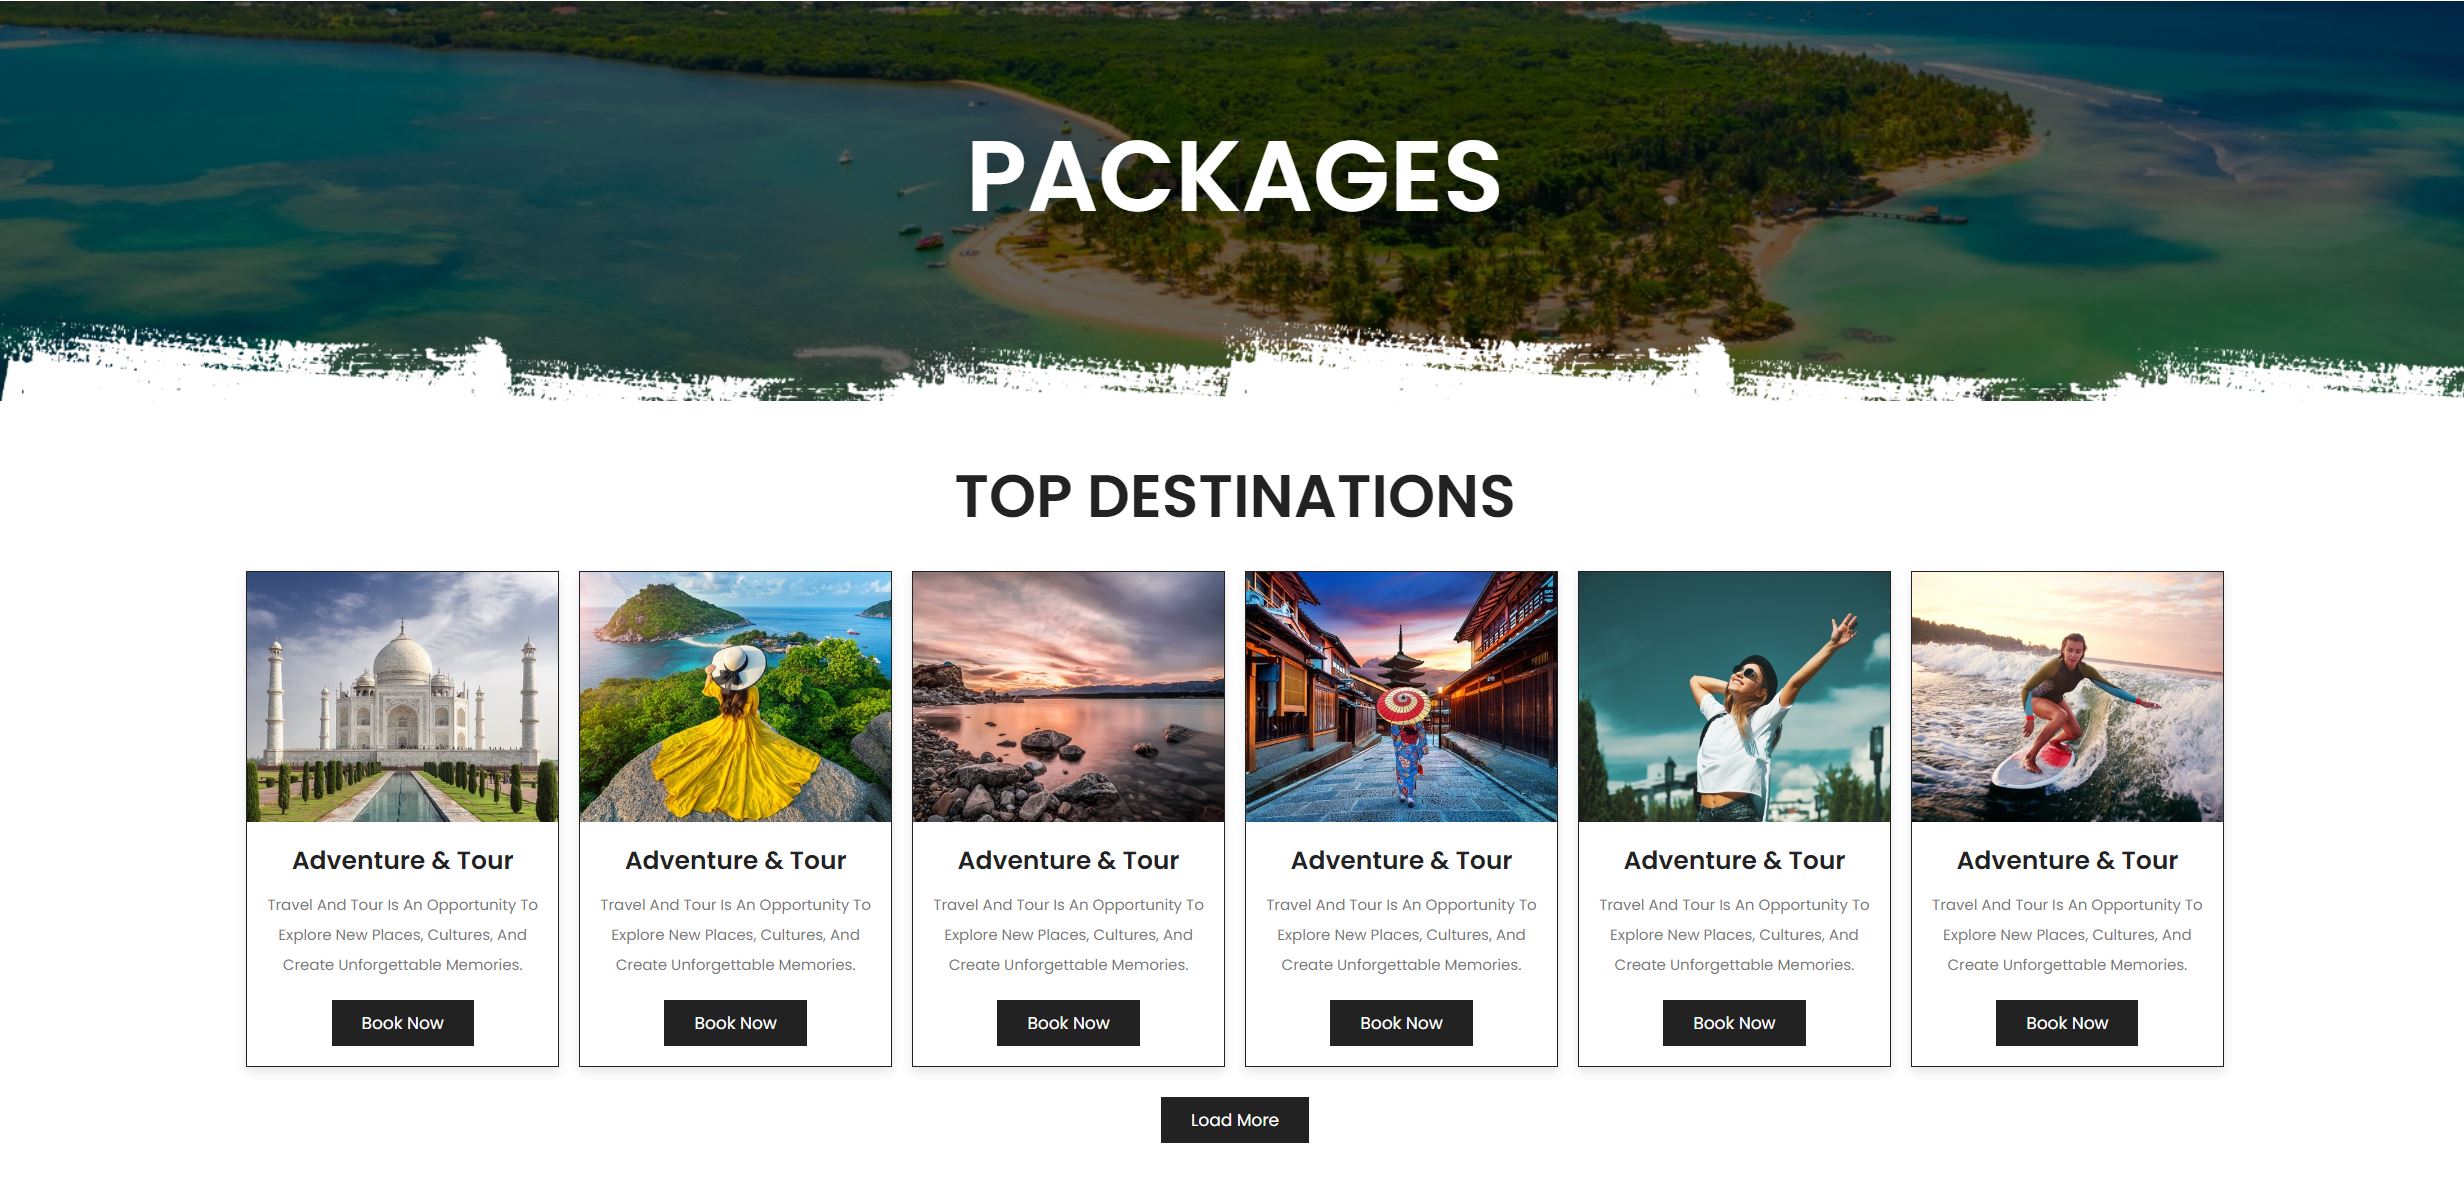 PACKAGES
TOP DESTINATIONS
Adventure & Tour
Travel And Tour Is An Opportunity To
Explore New Places, Cultures, And
Create Unforgettable Memories.
Book Now
Adventure & Tour
Travel And Tour Is An Opportunity To
Explore New Places, Cultures, And
Create Unforgettable Memories.
Book Now
Adventure & Tour
Travel And Tour Is An Opportunity To
Explore New Places, Cultures, And
Create Unforgettable Memories.
Book Now
Adventure & Tour
Travel And Tour Is An Opportunity To
Explore New Places, Cultures, And
Create Unforgettable Memories.
Book Now
Adventure & Tour
Travel And Tour Is An Opportunity To
Explore New Places, Cultures, And
Create Unforgettable Memories.
Book Now
Adventure & Tour
Travel And Tour Is An Opportunity To
Explore New Places, Cultures, And
Create Unforgettable Memories.
Book Now
Load More